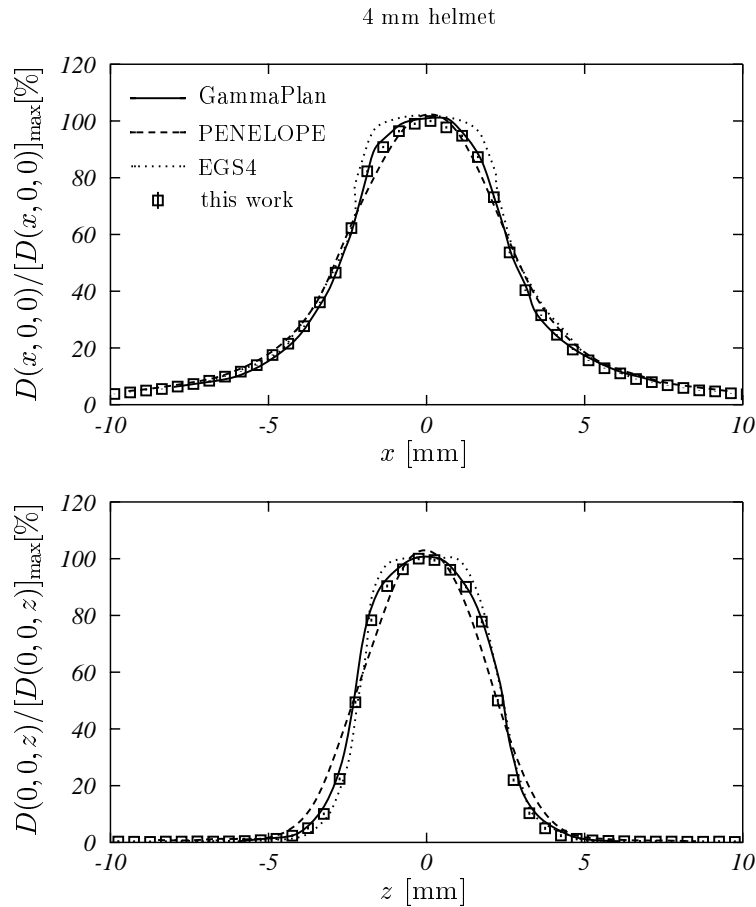 4 mm helmet
D(x, 0, 0)/[D(x, 0, 0)]max[%]
120
100
80
60
40
20
0
GammaPlan
PENELOPE
EGS4
this work
-10
-5
0
5
10
x [mm]
D(0, 0, z)/[D(0, 0, z)]max[%]
120
100
80
60
40
20
0
-10
-5
0
5
10
z [mm]